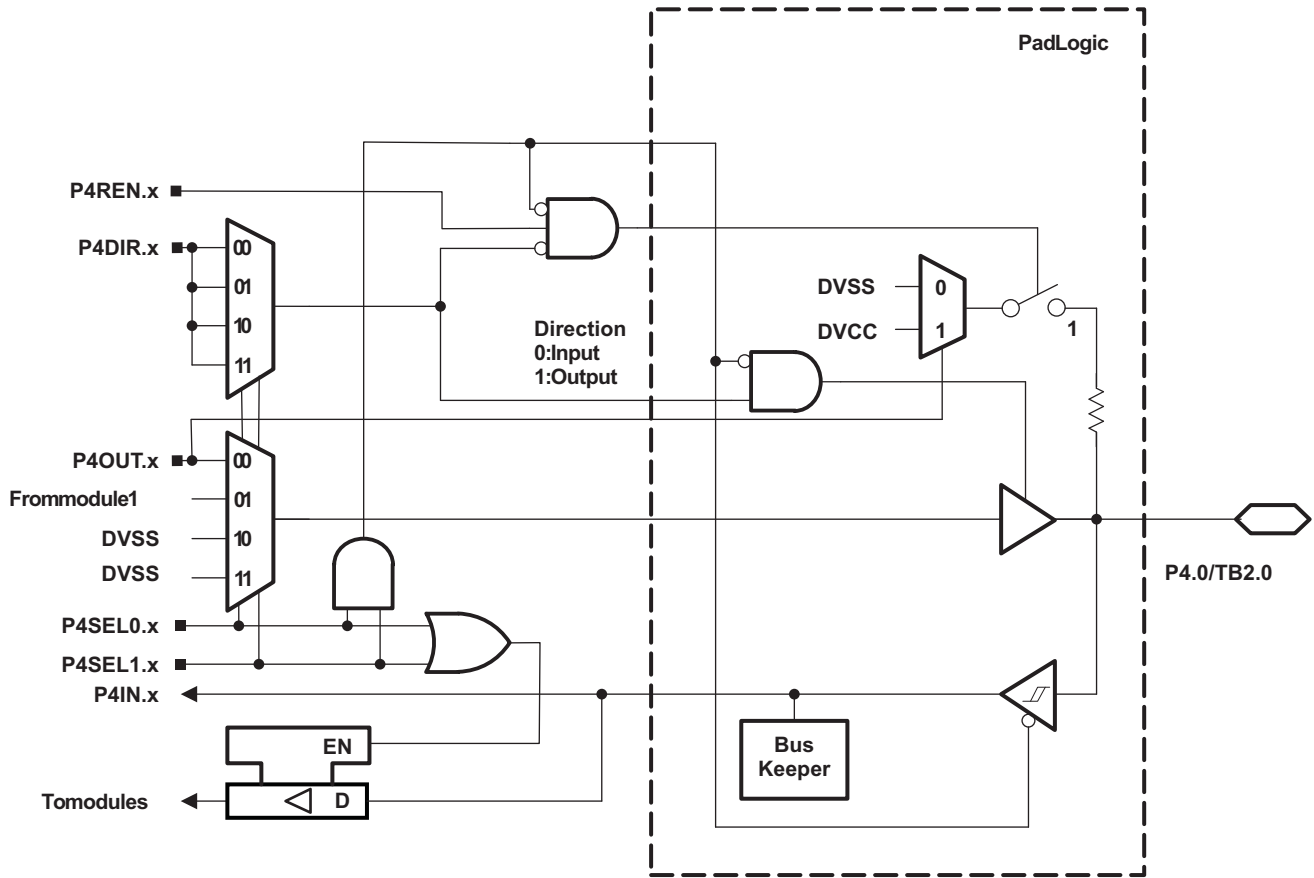 PadLogic
P4REN.x
P4DIR.x
00
01
10
11
Direction
0:Input
1:Output
DVSS
DVCC
0
1
1
P4OUT.x
Frommodule1
DVSS
DVSS
00
01
10
11
P4.0/TB2.0
P4SEL0.x
P4SEL1.x
P4IN.x
Bus
Keeper
EN
D
Tomodules